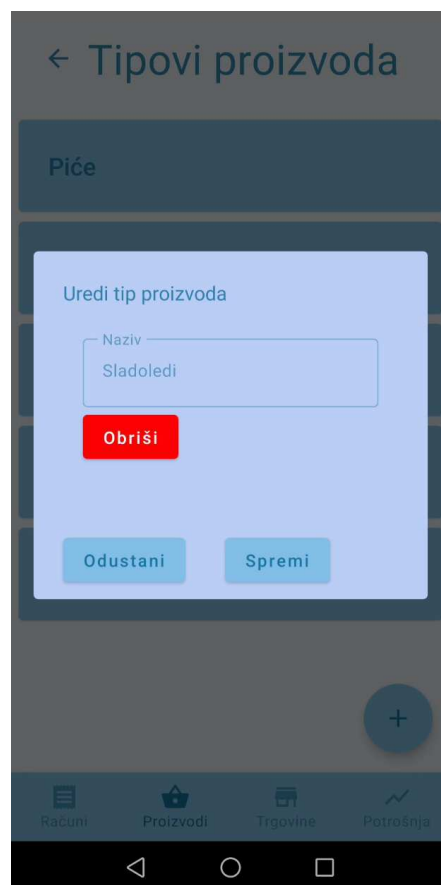 Tipovi proizvoda
Piće
Uredi tip proizvoda
Naziv
Sladoledi
Obriši
Odustani
Spremi
Računi
Proizvodi
Trgovine
Potrošnja